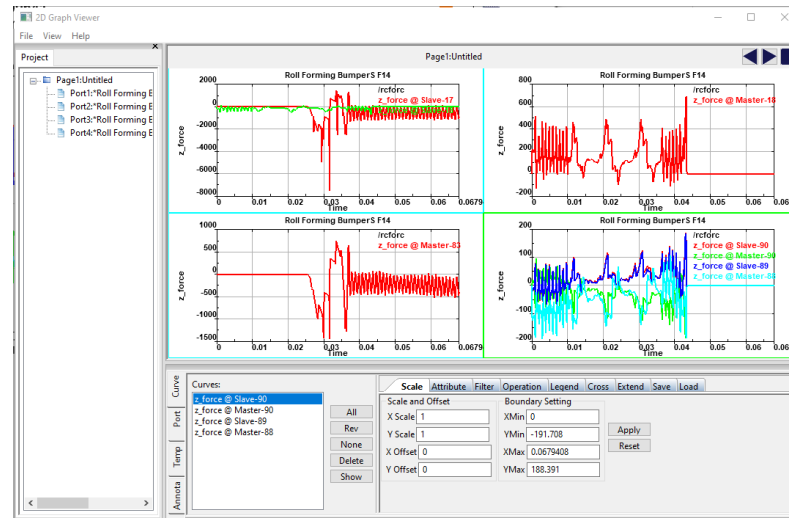 2D Graph Viewer
File View Help
Project
Page1:Untitled
Port1:*Roll Forming E
Port2:*Roll Forming E
Port3:*Roll Forming E
Port4:*Roll Forming E
Page1:Untitled
Roll Forming BumperS F14
/rcforc
z_force @ Slave-17
z_force
2000
0
-2000
-4000
-6000
-8000
0 0.01 0.02 0.03 0.04 0.05 0.06 0.0679
Time
Roll Forming BumperS F14
/rcforc
z_force
800
600
400
200
0
-200
0 0.01 0.02 0.03 0.04 0.05 0.06 0.06
Time
Roll Forming BumperS F14
/rcforc
z_force @ Master-83
z_force
1000
500
0
-500
-1000
-1500
0 0.01 0.02 0.03 0.04 0.05 0.06 0.0679
Time
Roll Forming BumperS F14
/rcforc
z_force @ Slave-90
z_force @ Master-90
z_force @ Slave-89
z_force
200
100
0
-100
-200
0 0.01 0.02 0.03 0.04 0.05 0.06 0.06
Time
Curve
Port
Temp
Annota
Curves:
z_force @ Slave-90
z_force @ Master-90
z_force @ Slave-89
z_force @ Master-88
All
Rev
None
Delete
Show
Scale Attribute Filter Operation Legend Cross Extend Save Load
Scale and Offset
X Scale 1
Y Scale 1
X Offset 0
Y Offset 0
Boundary Setting
XMin 0
YMin -191.708
XMax 0.0679408
YMax 188.391
Apply
Reset